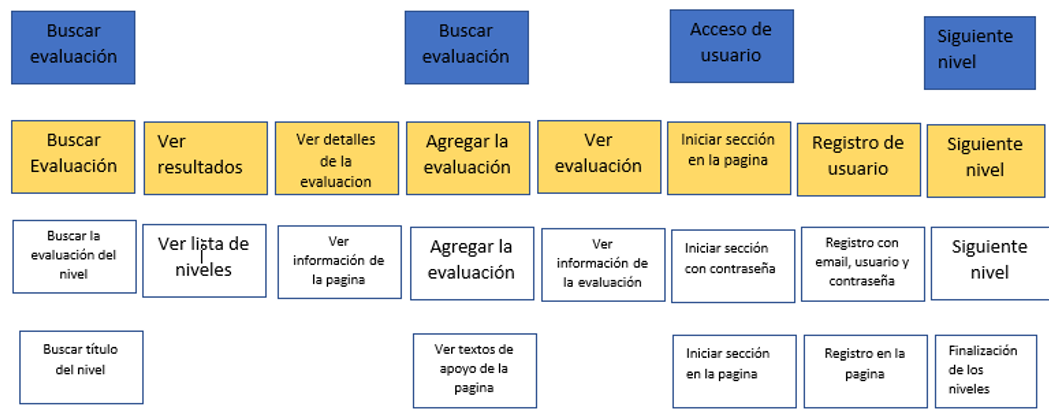 Buscar
evaluación
Buscar
evaluación
Acceso de
usuario
Siguiente
nivel
Buscar
Evaluación
Ver
resultados
Ver detalles
de la
evaluacion
Agregar la
evaluación
Ver
evaluación
Iniciar sección
en la pagina
Registro de
usuario
Siguiente
nivel
Buscar la
evaluación del
nivel
Ver lista de
niveles
Ver
información de
la pagina
Agregar la
evaluación
Ver
información de
la evaluación
Iniciar sección
con contraseña
Registro con
email, usuario y
contraseña
Siguiente
nivel
Buscar título
del nivel
Ver textos de
apoyo de la
pagina
Iniciar sección
en la pagina
Registro en la
pagina
Finalización
de los
niveles